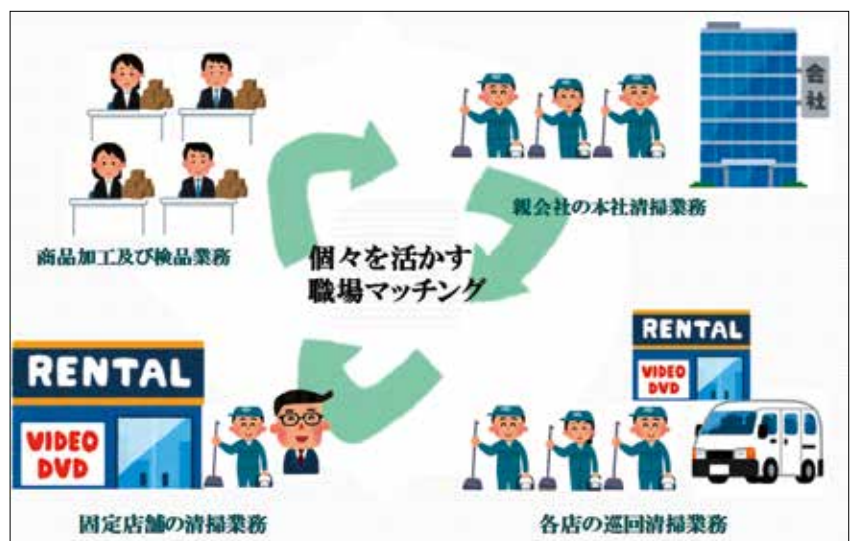 会
社
親会社の本社清掃業務
商品加工及び検品業務
個々を活かす
職場マッチング
RENTAL
VIDEO
DVD
RENTAL
VIDEO
DVD
固定店舗の清掃業務
各店の巡回清掃業務